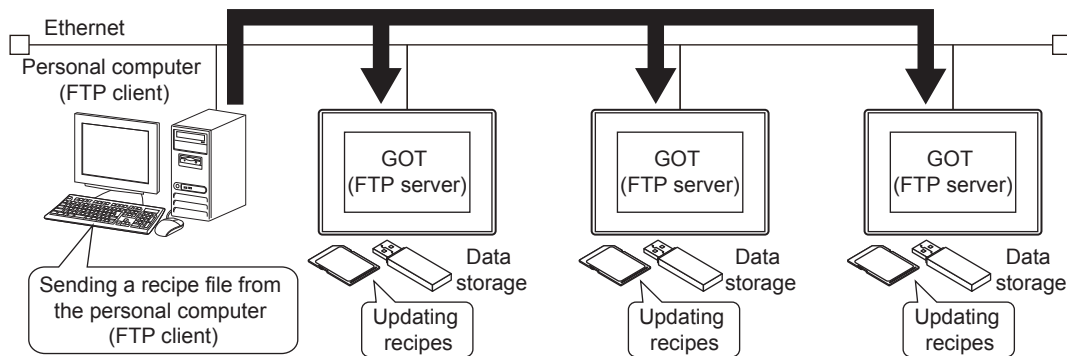 Ethernet
Personal computer
(FTP client)
GOT
(FTP server)
GOT
(FTP server)
GOT
(FTP server)
Data
storage
Data
storage
Data
storage
Sending a recipe file from
the personal computer
(FTP client)
Updating
recipes
Updating
recipes
Updating
recipes